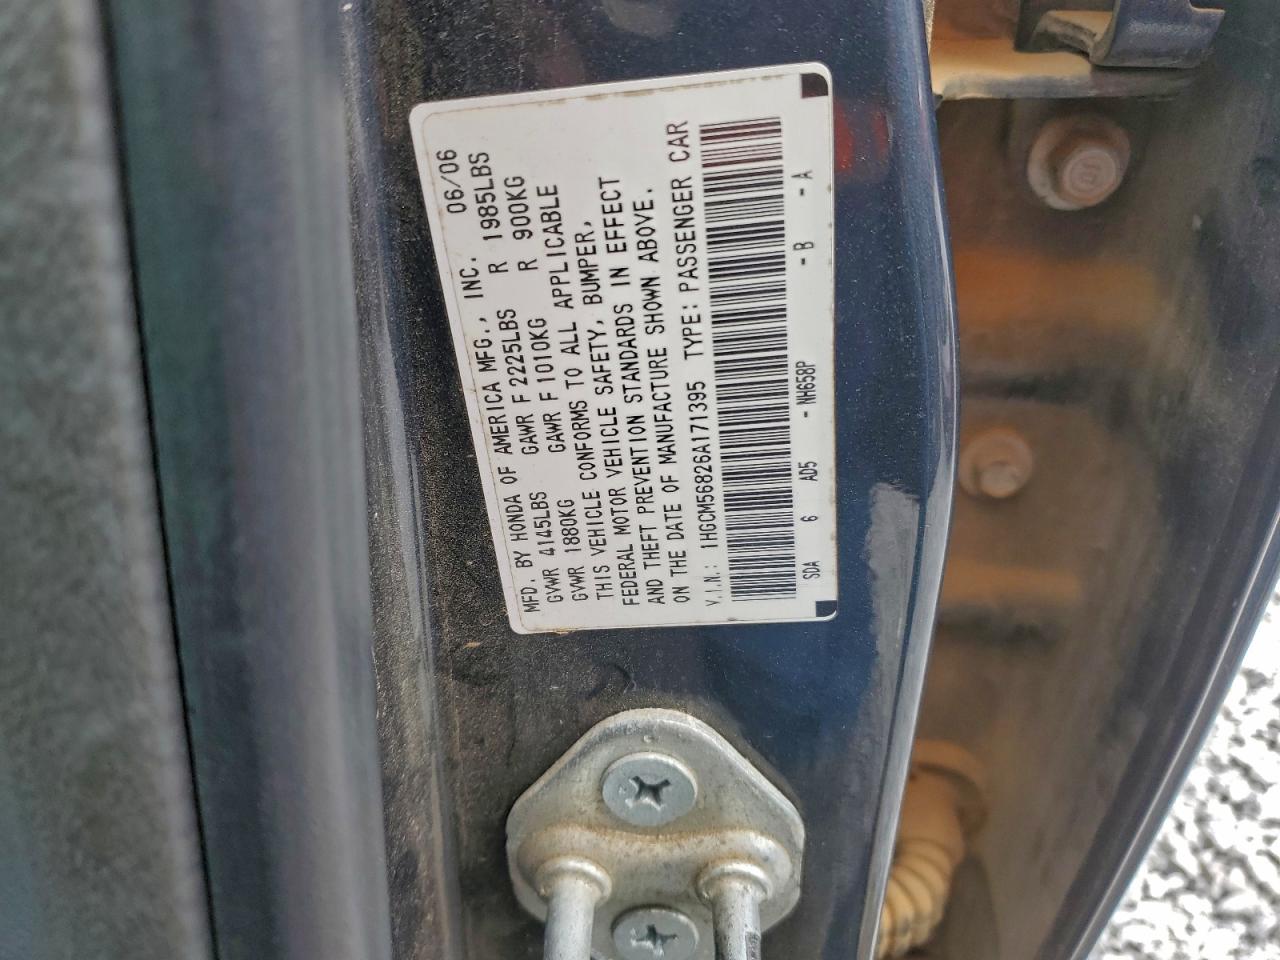 MFD. BY HONDA OF AMERICA MFG., INC. 06/06
GVWR 4145LBS GAWR F 2225LBS R 1985LBS
GVWR 1880KG GAWR F 1010KG R 900KG
THIS VEHICLE CONFORMS TO ALL APPLICABLE
FEDERAL MOTOR VEHICLE SAFETY, BUMPER,
AND THEFT PREVENTION STANDARDS IN EFFECT
ON THE DATE OF MANUFACTURE SHOWN ABOVE.
V.I.N.: 1HGCM56826A171395 TYPE: PASSENGER CAR
SDA 6 AD5 - NH658P - B - A